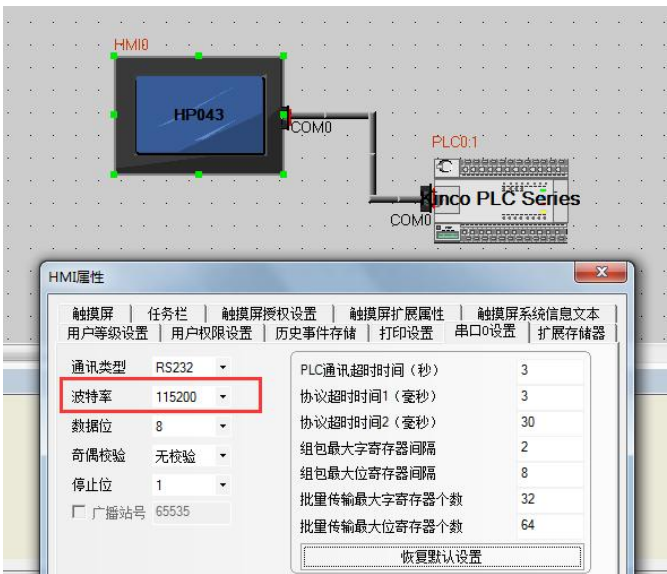 HMI0
HP043
COM0
PLC0:1
Kinco PLC Series
COM0
HMI属性
触摸屏 任务栏 触摸屏授权设置 触摸屏扩展属性 触摸屏系统信息文本
用户等级设置 用户权限设置 历史事件存储 打印设置 串口0设置 扩展存储器
通讯类型 RS232
波特率 115200
数据位 8
奇偶校验 无校验
停止位 1
广播站号 65535
PLC通讯超时时间(秒) 3
协议超时时间1(毫秒) 3
协议超时时间2(毫秒) 30
组包最大字寄存器间隔 2
组包最大位寄存器间隔 8
批量传输最大字寄存器个数 32
批量传输最大位寄存器个数 64
恢复默认设置